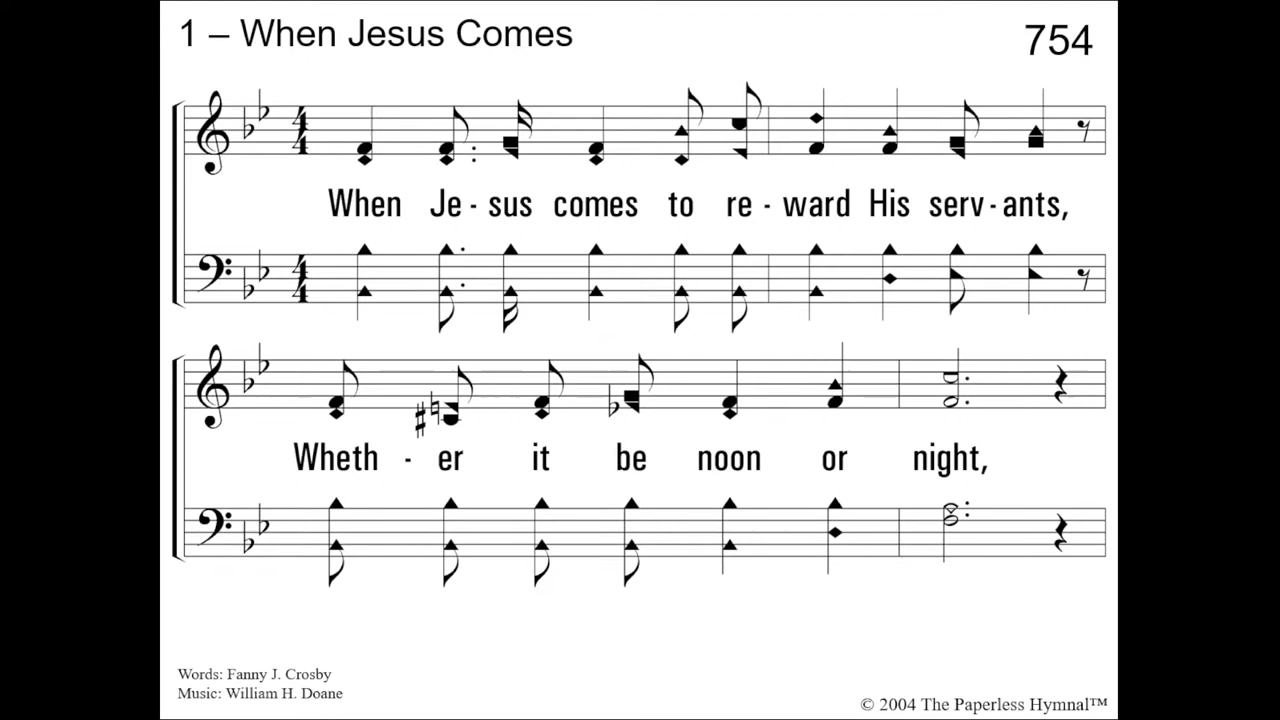 1 – When Jesus Comes
754
When Je - sus comes to re - ward His serv - ants,
Wheth - er it be noon or night,
Words: Fanny J. Crosby
Music: William H. Doane
© 2004 The Paperless Hymnal™